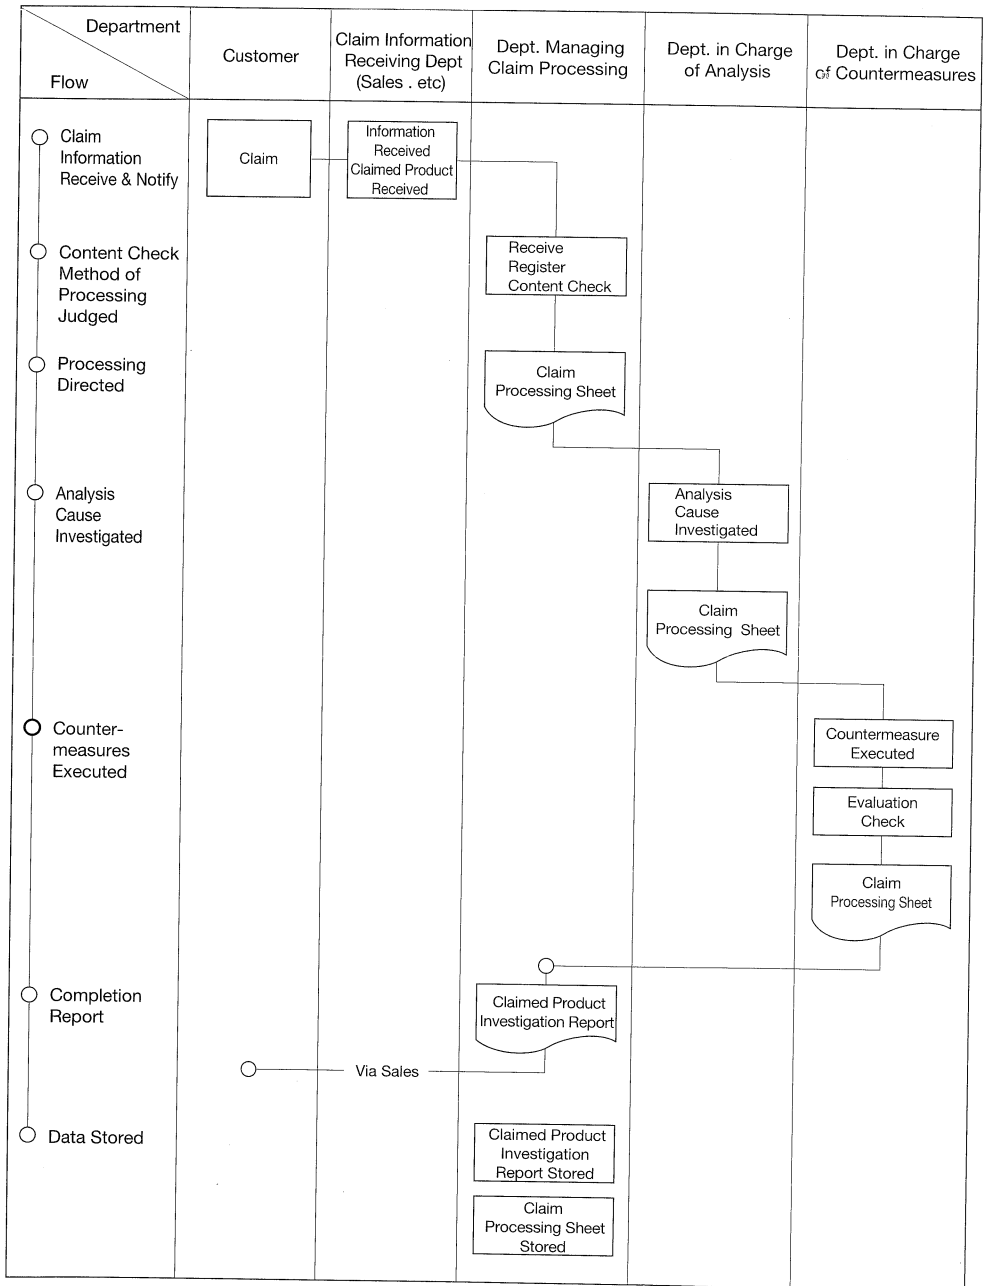 Department
Flow
Customer
Claim Information
Receiving Dept
(Sales . etc)
Dept. Managing
Claim Processing
Dept. in Charge
of Analysis
Dept. in Charge
of Countermeasures
Claim
Information
Receive & Notify
Claim
Information
Received
Claimed Product
Received
Content Check
Method of
Processing
Judged
Receive
Register
Content Check
Processing
Directed
Claim
Processing Sheet
Analysis
Cause
Investigated
Analysis
Cause
Investigated
Claim
Processing Sheet
Counter-
measures
Executed
Countermeasure
Executed
Evaluation
Check
Claim
Processing Sheet
Completion
Report
Claimed Product
Investigation Report
Via Sales
Data Stored
Claimed Product
Investigation
Report Stored
Claim
Processing Sheet
Stored